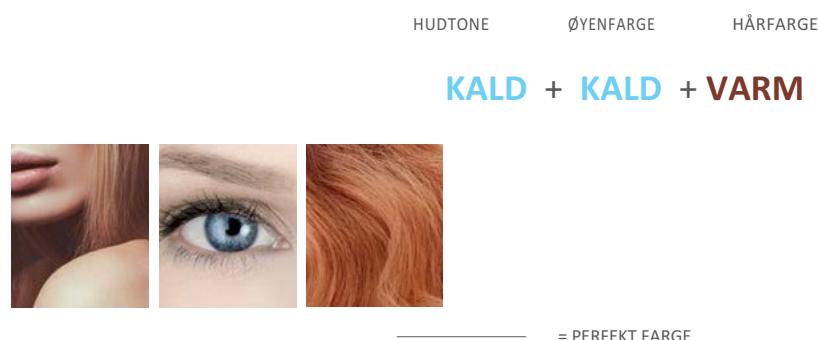 HUDTONE ØYENFARGE HÅRFARGE
KALD + KALD + VARM
= PERFEKT FARGE